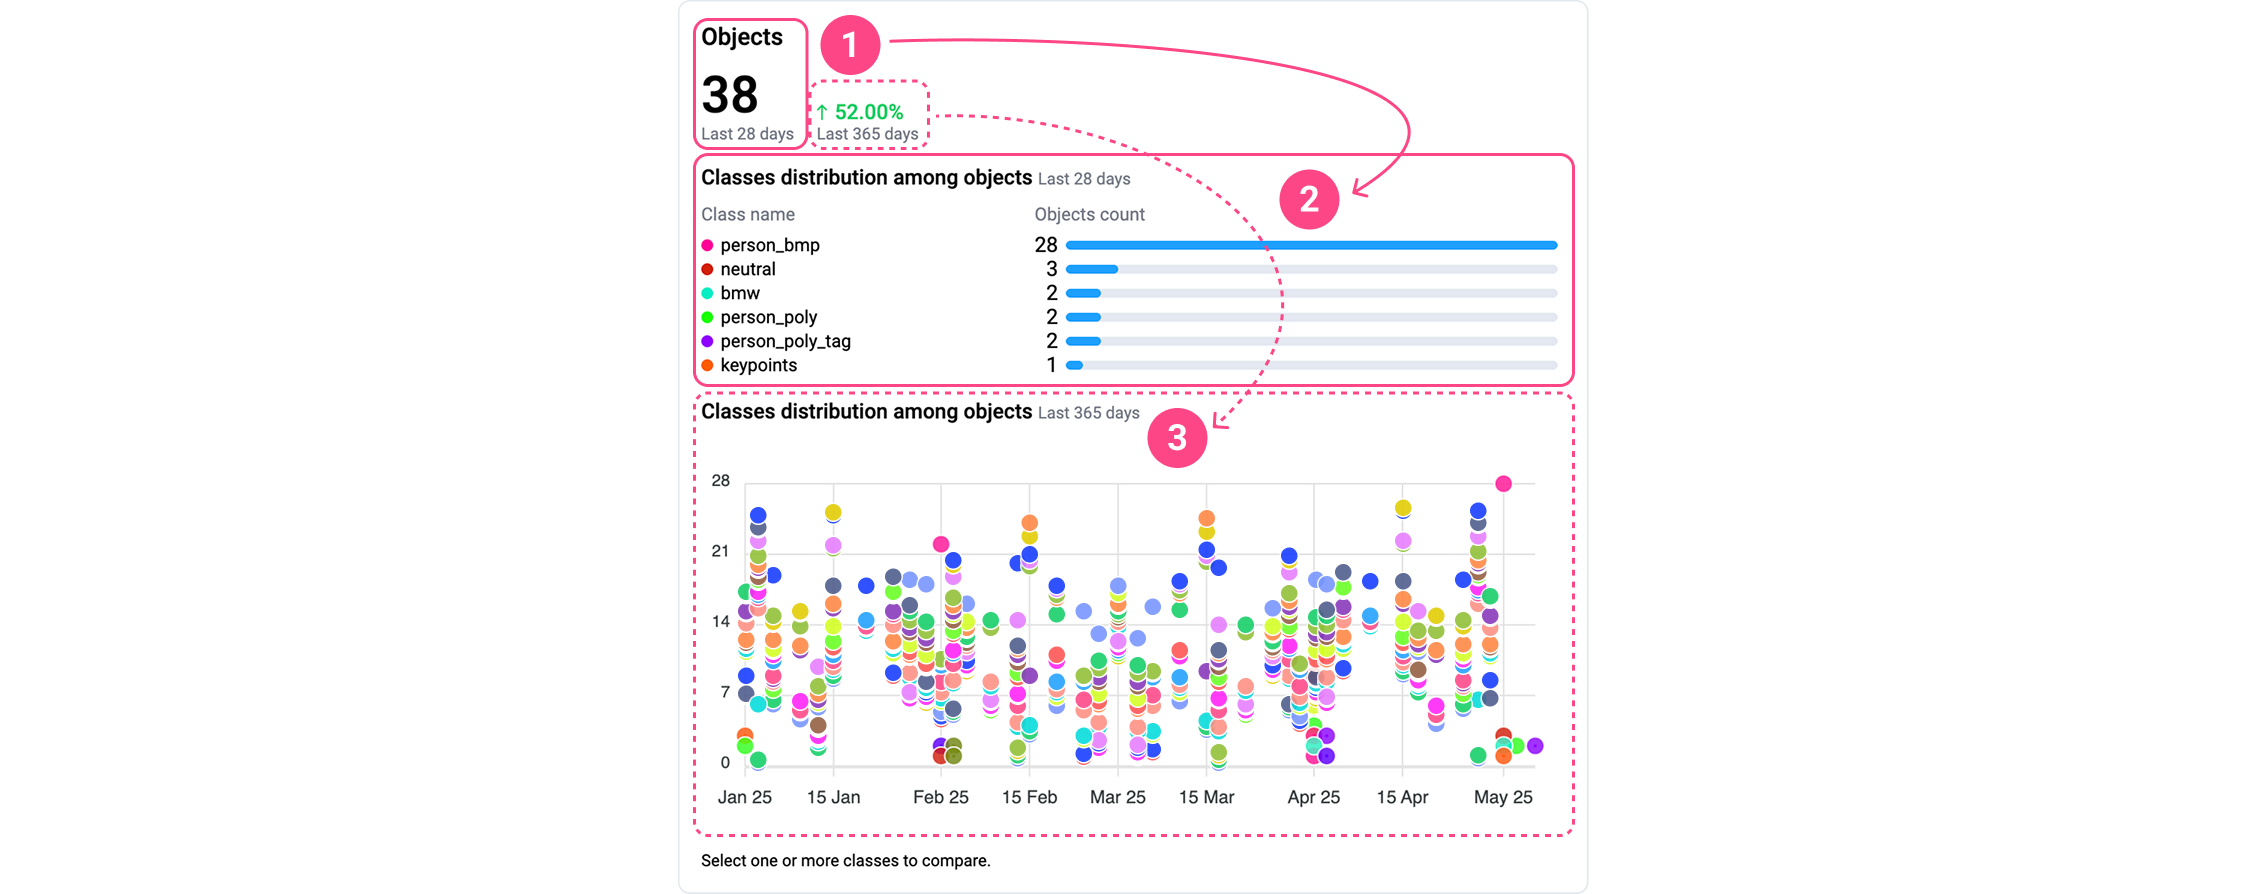 Objects
1
38
↑ 52.00%
Last 28 days
Last 365 days
Classes distribution among objects Last 28 days
2
Class name Objects count
person_bmp 28
neutral 3
bmw 2
person_poly 2
person_poly_tag 2
keypoints 1
Classes distribution among objects Last 365 days
3
28
21
14
7
0
Jan 25 15 Jan Feb 25 15 Feb Mar 25 15 Mar Apr 25 15 Apr May 25
Select one or more classes to compare.